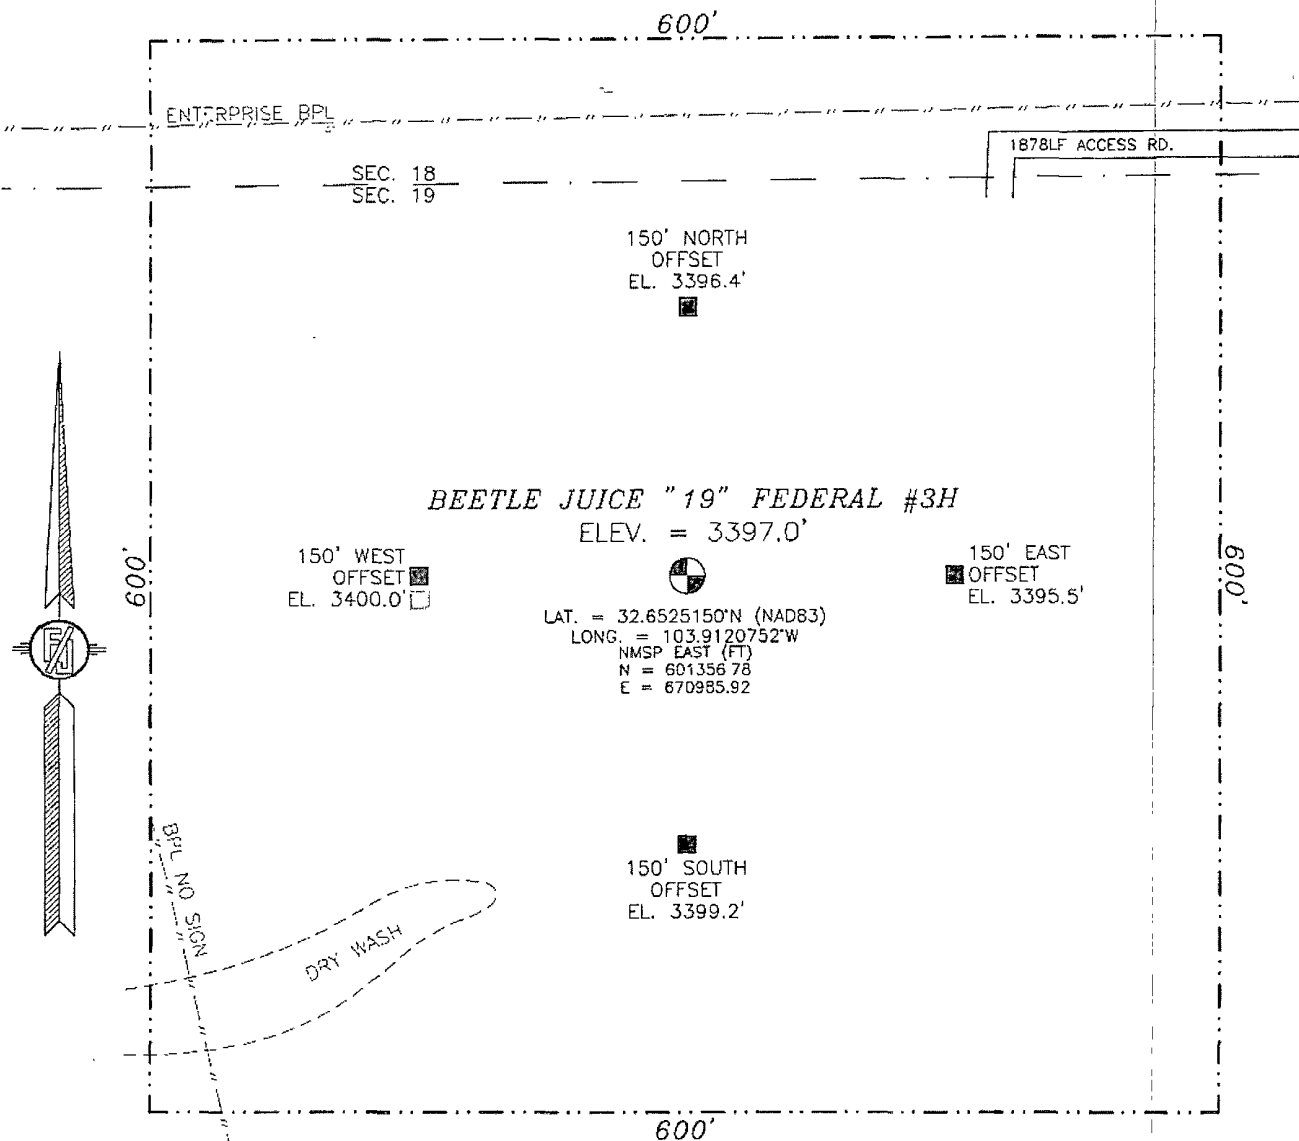 600'
ENTERPRISE BPL
1878LF ACCESS RD.
SEC. 18
SEC. 19
150' NORTH
OFFSET
EL. 3396.4'
BEETLE JUICE "19" FEDERAL #3H
ELEV. = 3397.0'
600'
150' WEST
OFFSET
EL. 3400.0'
150' EAST
OFFSET
EL. 3395.5'
600'
LAT. = 32.6525150°N (NAD83)
LONG. = 103.9120752°W
NMSP EAST (FT)
N = 601356.78
E = 670985.92
150' SOUTH
OFFSET
EL. 3399.2'
BPL NO SIGN
DRY WASH
600'